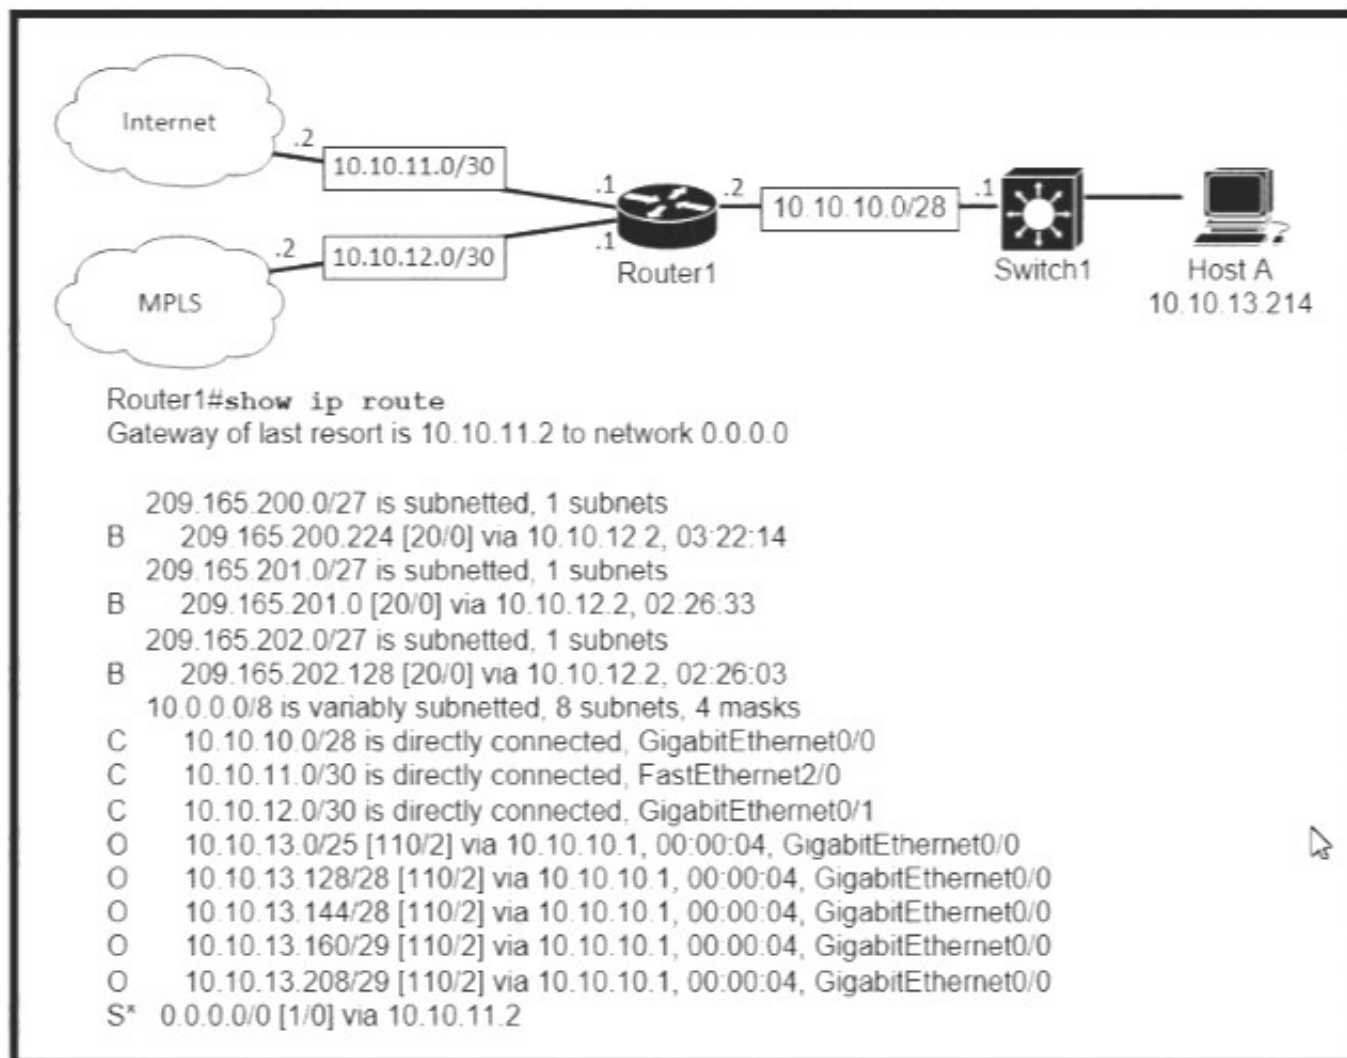 Internet
.2
10.10.11.0/30
.1
.2
10.10.10.0/28
.1
.2
10.10.12.0/30
.1
MPLS
Router1
Switch1
Host A
10.10.13.214
Router1#show ip route
Gateway of last resort is 10.10.11.2 to network 0.0.0.0
209.165.200.0/27 is subnetted, 1 subnets
B 209.165.200.224 [20/0] via 10.10.12.2, 03:22:14
209.165.201.0/27 is subnetted, 1 subnets
B 209.165.201.0 [20/0] via 10.10.12.2, 02:26:33
209.165.202.0/27 is subnetted, 1 subnets
B 209.165.202.128 [20/0] via 10.10.12.2, 02:26:03
10.0.0.0/8 is variably subnetted, 8 subnets, 4 masks
C 10.10.10.0/28 is directly connected, GigabitEthernet0/0
C 10.10.11.0/30 is directly connected, FastEthernet2/0
C 10.10.12.0/30 is directly connected, GigabitEthernet0/1
O 10.10.13.0/25 [110/2] via 10.10.10.1, 00:00:04, GigabitEthernet0/0
O 10.10.13.128/28 [110/2] via 10.10.10.1, 00:00:04, GigabitEthernet0/0
O 10.10.13.144/28 [110/2] via 10.10.10.1, 00:00:04, GigabitEthernet0/0
O 10.10.13.160/29 [110/2] via 10.10.10.1, 00:00:04, GigabitEthernet0/0
O 10.10.13.208/29 [110/2] via 10.10.10.1, 00:00:04, GigabitEthernet0/0
S* 0.0.0.0/0 [1/0] via 10.10.11.2